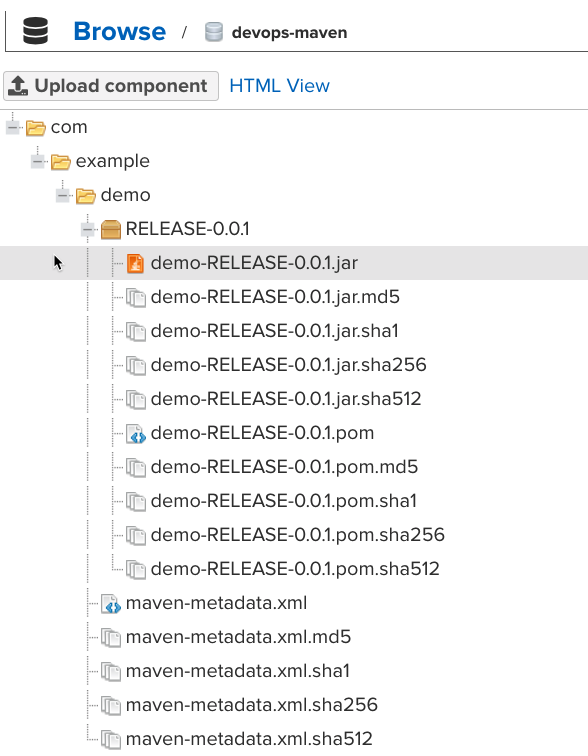 Browse / devops-maven
Upload component HTML View
com
example
demo
RELEASE-0.0.1
demo-RELEASE-0.0.1.jar
demo-RELEASE-0.0.1.jar.md5
demo-RELEASE-0.0.1.jar.sha1
demo-RELEASE-0.0.1.jar.sha256
demo-RELEASE-0.0.1.jar.sha512
demo-RELEASE-0.0.1.pom
demo-RELEASE-0.0.1.pom.md5
demo-RELEASE-0.0.1.pom.sha1
demo-RELEASE-0.0.1.pom.sha256
demo-RELEASE-0.0.1.pom.sha512
maven-metadata.xml
maven-metadata.xml.md5
maven-metadata.xml.sha1
maven-metadata.xml.sha256
maven-metadata.xml.sha512